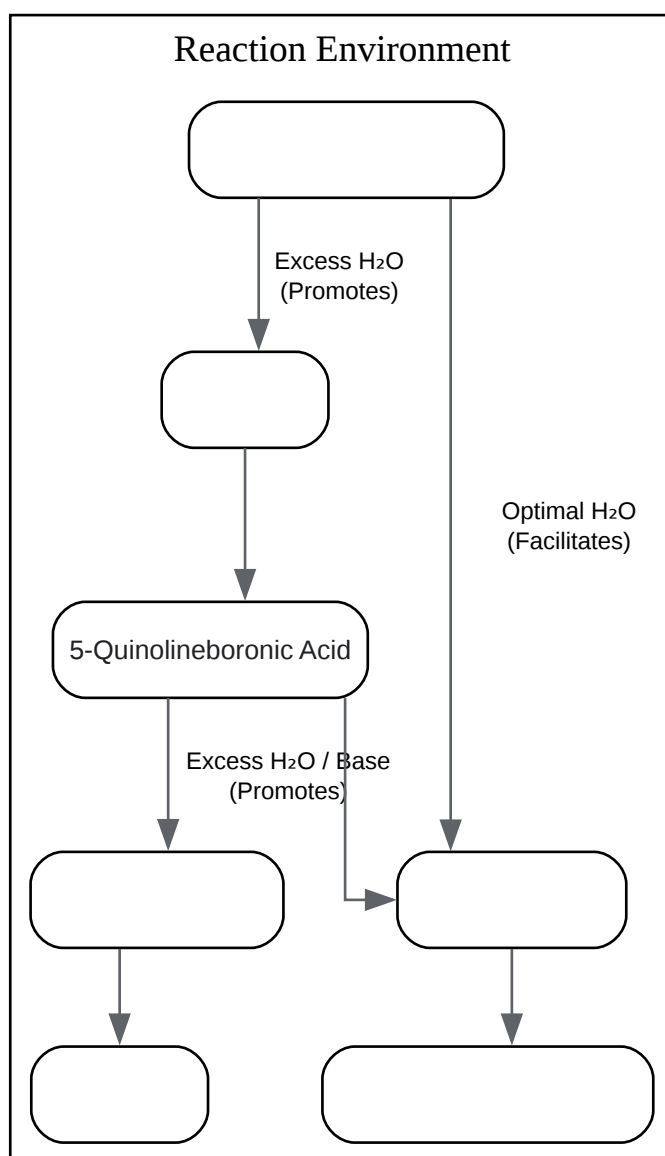 Reaction Environment
Excess H₂O
(Promotes)
Optimal H₂O
(Facilitates)
5-Quinolineboronic Acid
Excess H₂O / Base
(Promotes)